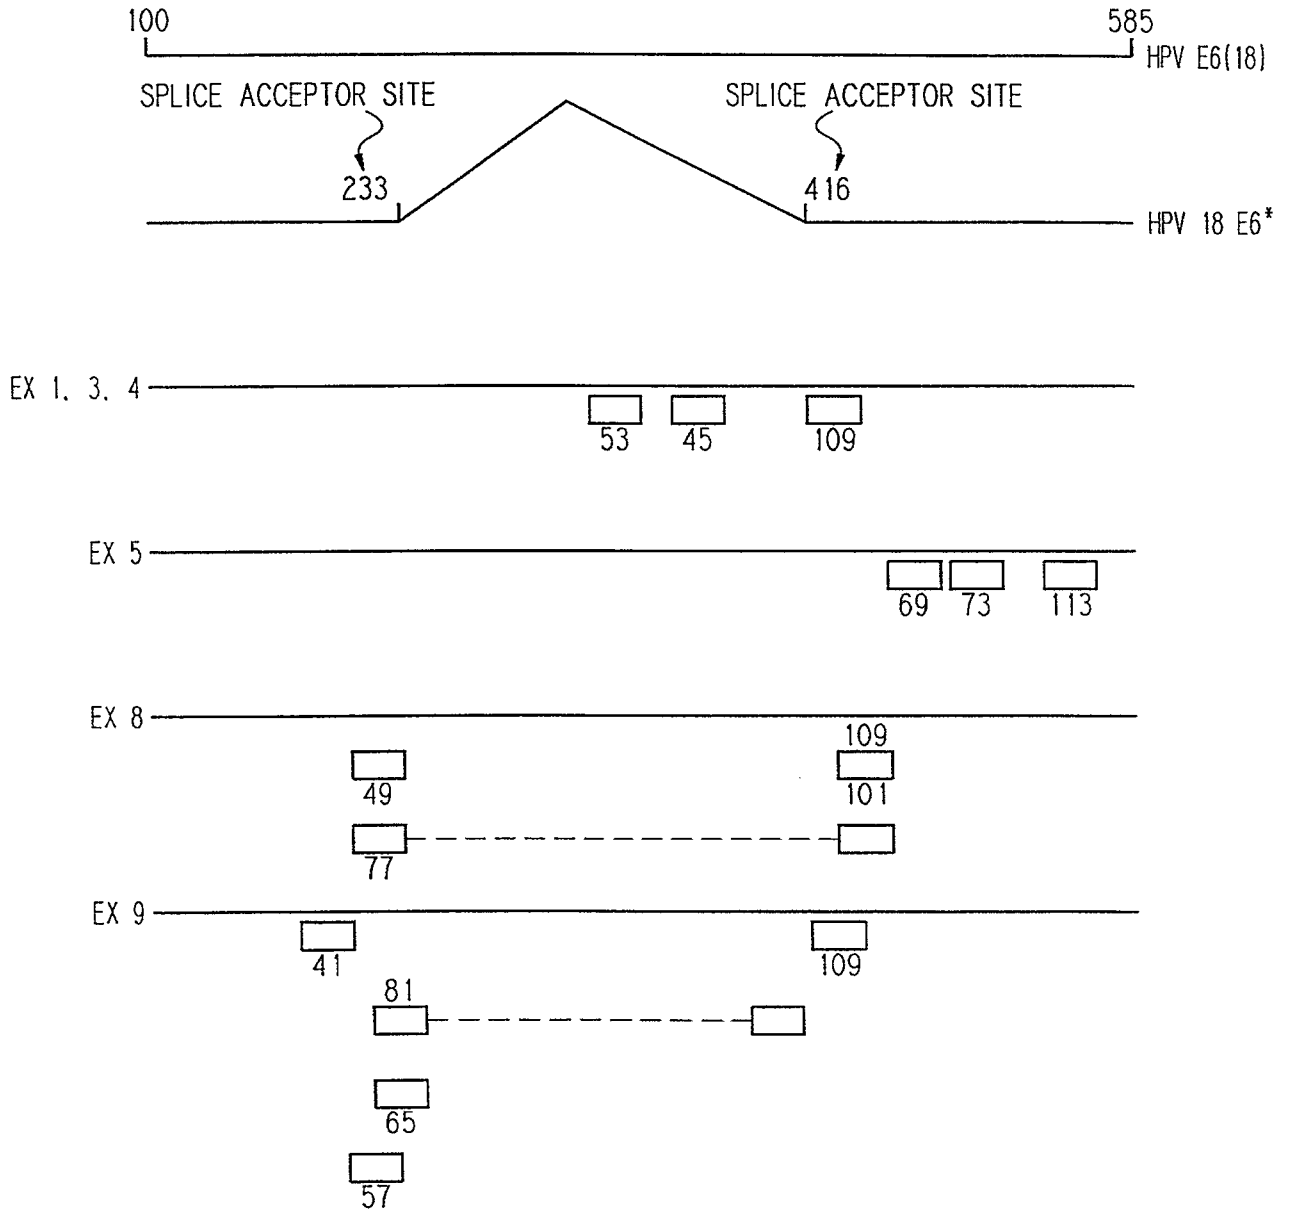 100 585
HPV E6(18)
SPLICE ACCEPTOR SITE SPLICE ACCEPTOR SITE
233 416
HPV 18 E6*
EX 1, 3, 4
53 45 109
EX 5
69 73 113
EX 8
109
49 101
77
EX 9
41 109
81
65
57